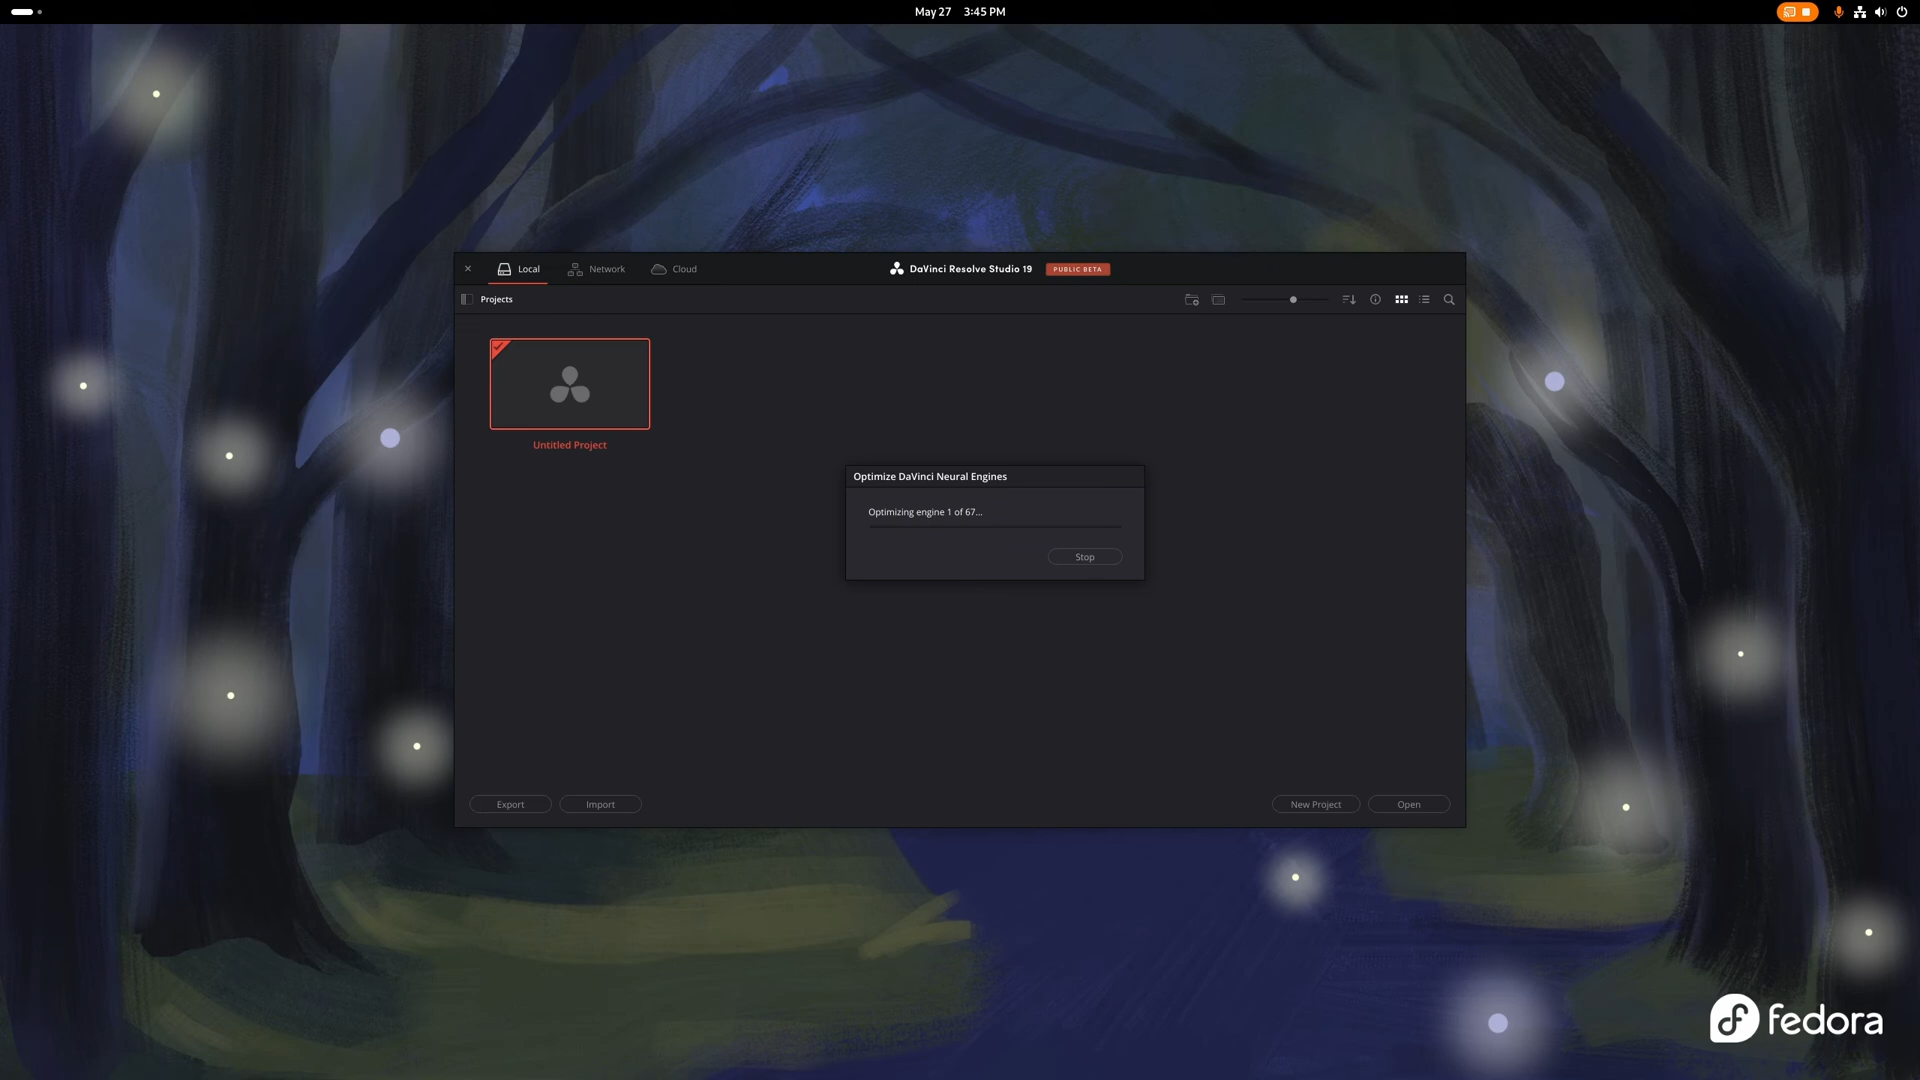 May 27 3:45 PM
Local Network Cloud DaVinci Resolve Studio 19 PUBLIC BETA
Projects
Untitled Project
Optimize DaVinci Neural Engines
Optimizing engine 1 of 67...
Stop
Export Import New Project Open
fedora